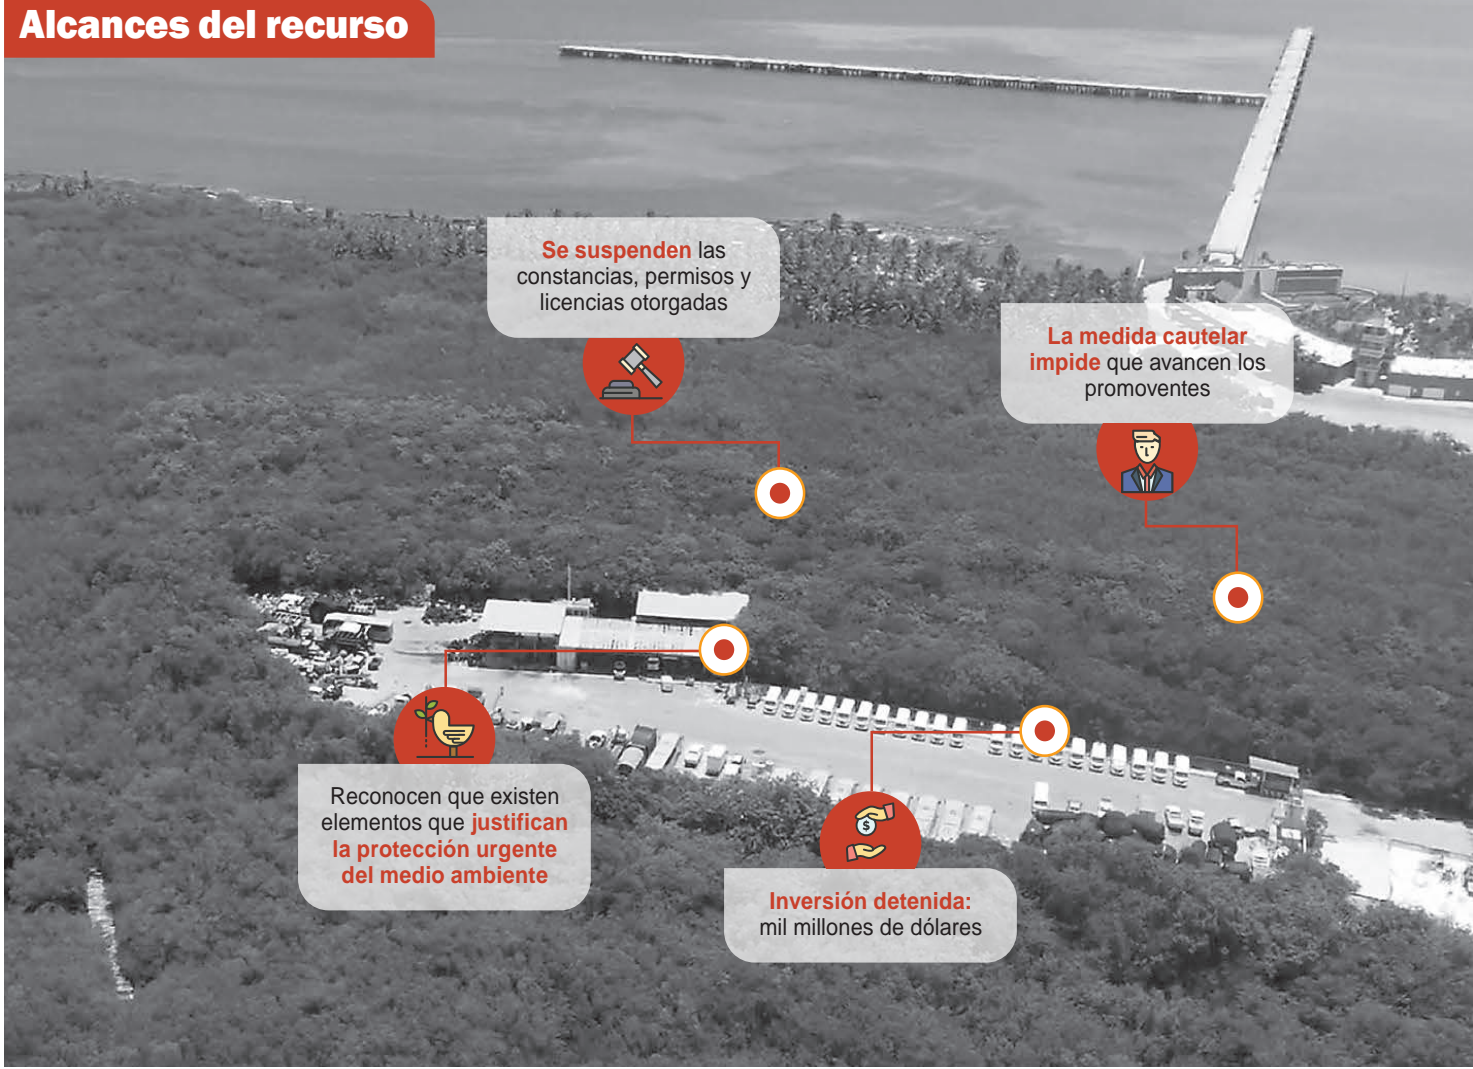 Alcances del recurso
Se suspenden las
constancias, permisos y
licencias otorgadas
La medida cautelar
impide que avancen los
promoventes
Reconocen que existen
elementos que justifican
la protección urgente
del medio ambiente
$
Inversión detenida:
mil millones de dólares